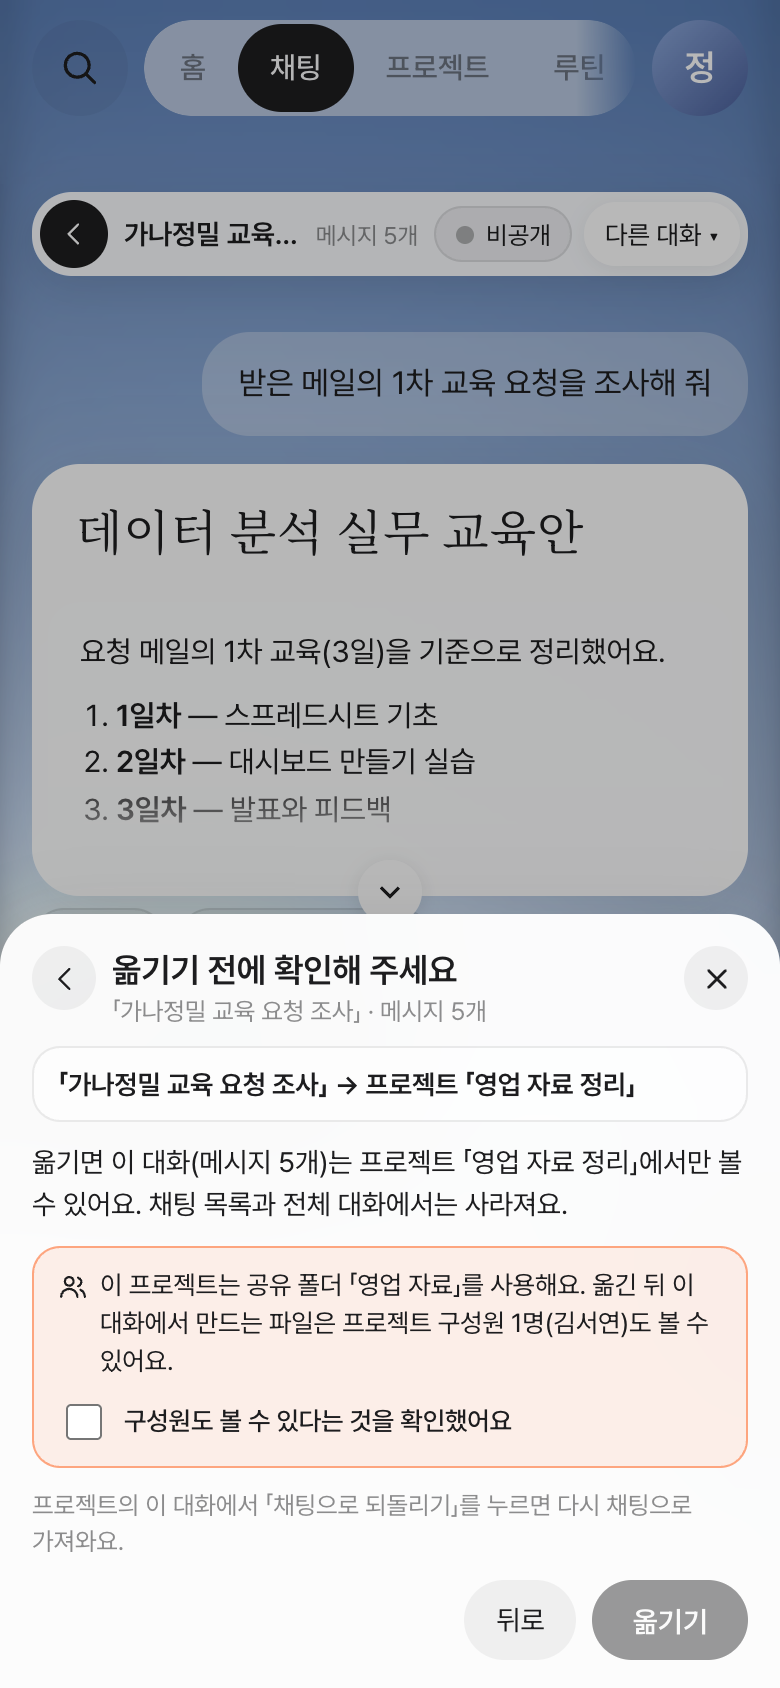 홈
채팅
프로젝트
루틴
정
가나정밀 교육...
메시지 5개
비공개
다른 대화 ▾
받은 메일의 1차 교육 요청을 조사해 줘
데이터 분석 실무 교육안
요청 메일의 1차 교육(3일)을 기준으로 정리했어요.
1. 1일차 — 스프레드시트 기초
2. 2일차 — 대시보드 만들기 실습
3. 3일차 — 발표와 피드백
옮기기 전에 확인해 주세요
「가나정밀 교육 요청 조사」 · 메시지 5개
「가나정밀 교육 요청 조사」 → 프로젝트 「영업 자료 정리」
옮기면 이 대화(메시지 5개)는 프로젝트 「영업 자료 정리」에서만 볼
수 있어요. 채팅 목록과 전체 대화에서는 사라져요.
이 프로젝트는 공유 폴더 「영업 자료」를 사용해요. 옮긴 뒤 이
대화에서 만드는 파일은 프로젝트 구성원 1명(김서연)도 볼 수
있어요.
구성원도 볼 수 있다는 것을 확인했어요
프로젝트의 이 대화에서 「채팅으로 되돌리기」를 누르면 다시 채팅으로
가져와요.
뒤로
옮기기